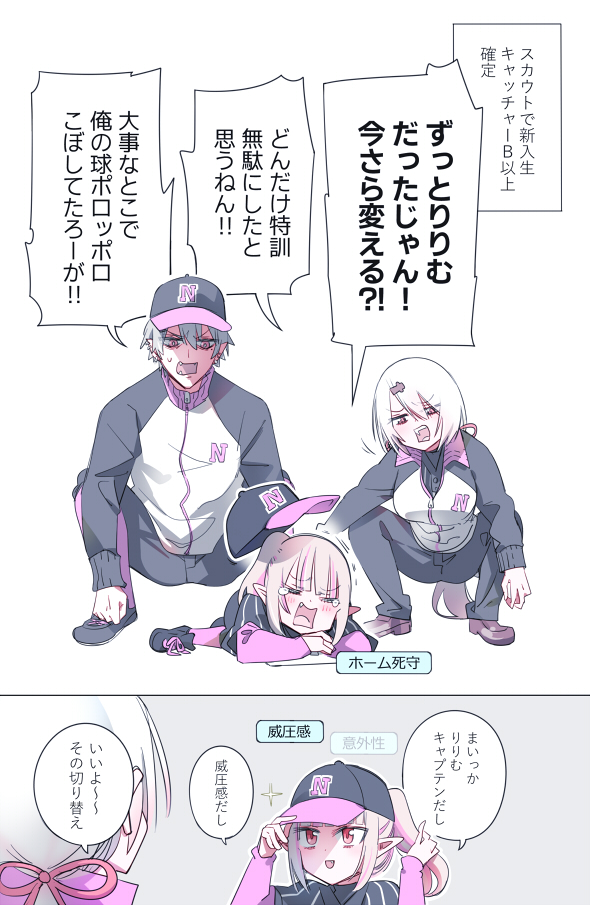 スカウトで新入生
キャッチャーB以上
確定
ずっとりりむ
だったじゃん！
今さら変える?!
どんだけ特訓
無駄にしたと
思うねん!!
大事なとこで
俺の球ポロッポロ
こぼしてたろーが!!
N
N
N
N
ホーム死守
まいっか
りりむ
キャプテンだし
威圧感
意外性
威圧感だし
N
いいよ〜〜
その切り替え